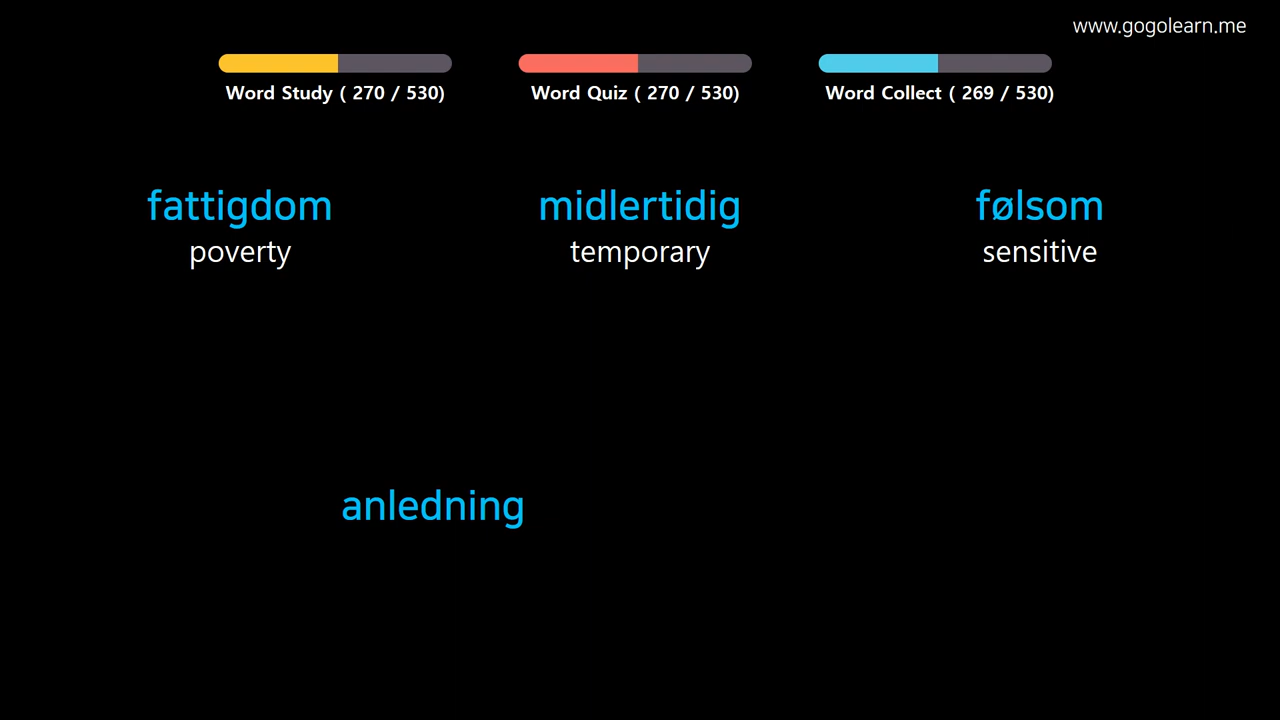 www.gogolearn.me
Word Study ( 270 / 530)
Word Quiz ( 270 / 530)
Word Collect ( 269 / 530)
fattigdom
poverty
midlertidig
temporary
følsom
sensitive
anledning